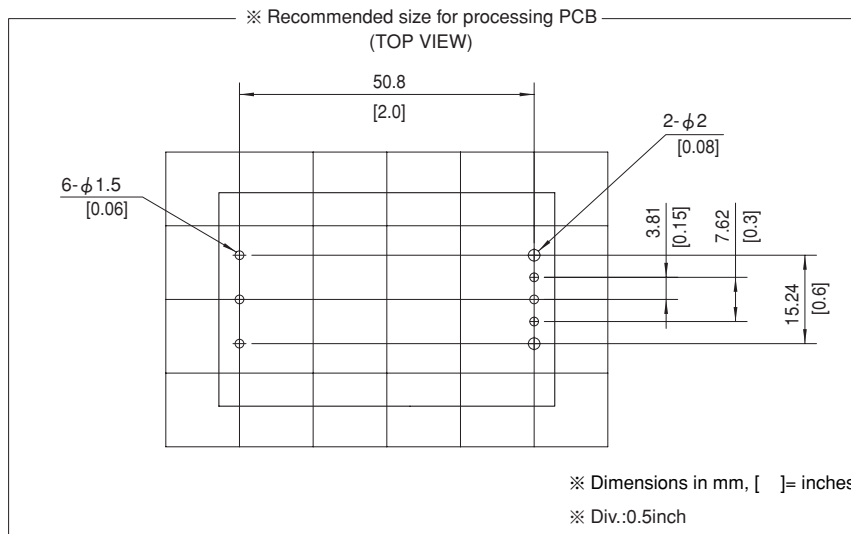 ※ Recommended size for processing PCB
(TOP VIEW)
50.8
[2.0]
2-ϕ2
[0.08]
6-ϕ1.5
[0.06]
3.81
[0.15]
7.62
[0.3]
15.24
[0.6]
※ Dimensions in mm, [ ]= inches
※ Div.:0.5inch